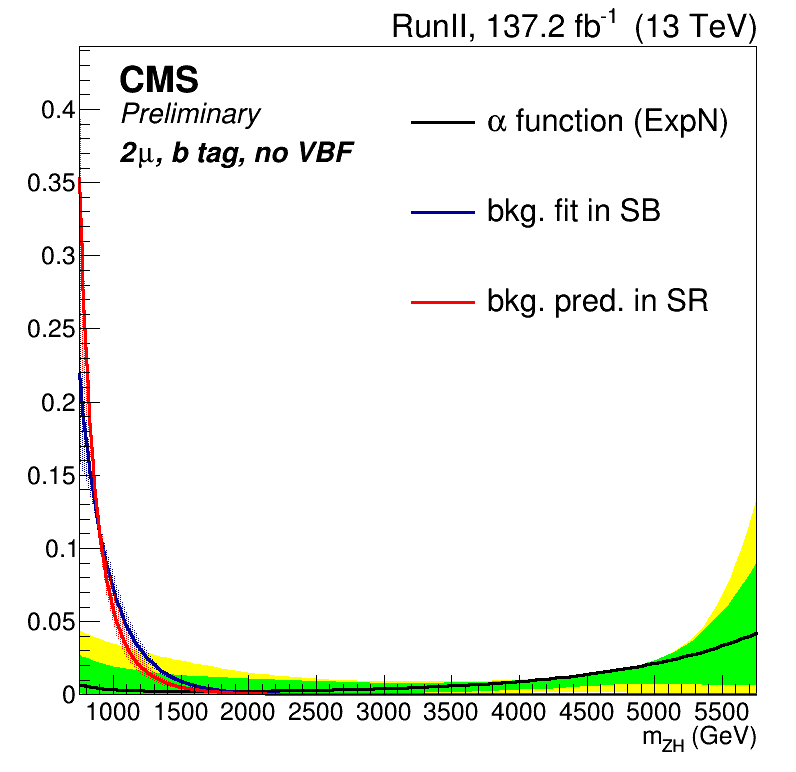 RunII, 137.2 fb-1 (13 TeV)
CMS
Preliminary
2μ, b tag, no VBF
α function (ExpN)
bkg. fit in SB
bkg. pred. in SR
0.4
0.35
0.3
0.25
0.2
0.15
0.1
0.05
0
1000 1500 2000 2500 3000 3500 4000 4500 5000 5500
mZH (GeV)